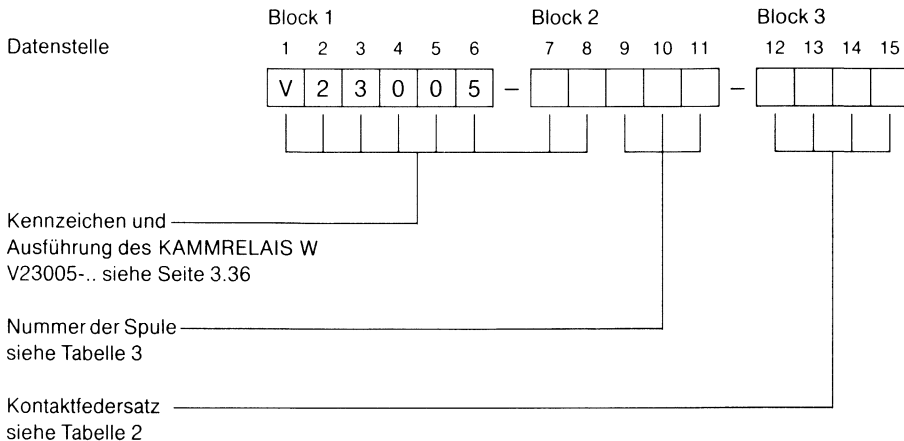 Block 1 Block 2 Block 3
Datenstelle 1 2 3 4 5 6 7 8 9 10 11 12 13 14 15
V 2 3 0 0 5 – –
Kennzeichen und
Ausführung des KAMMRELAIS W
V23005-.. siehe Seite 3.36
Nummer der Spule
siehe Tabelle 3
Kontaktfedersatz
siehe Tabelle 2